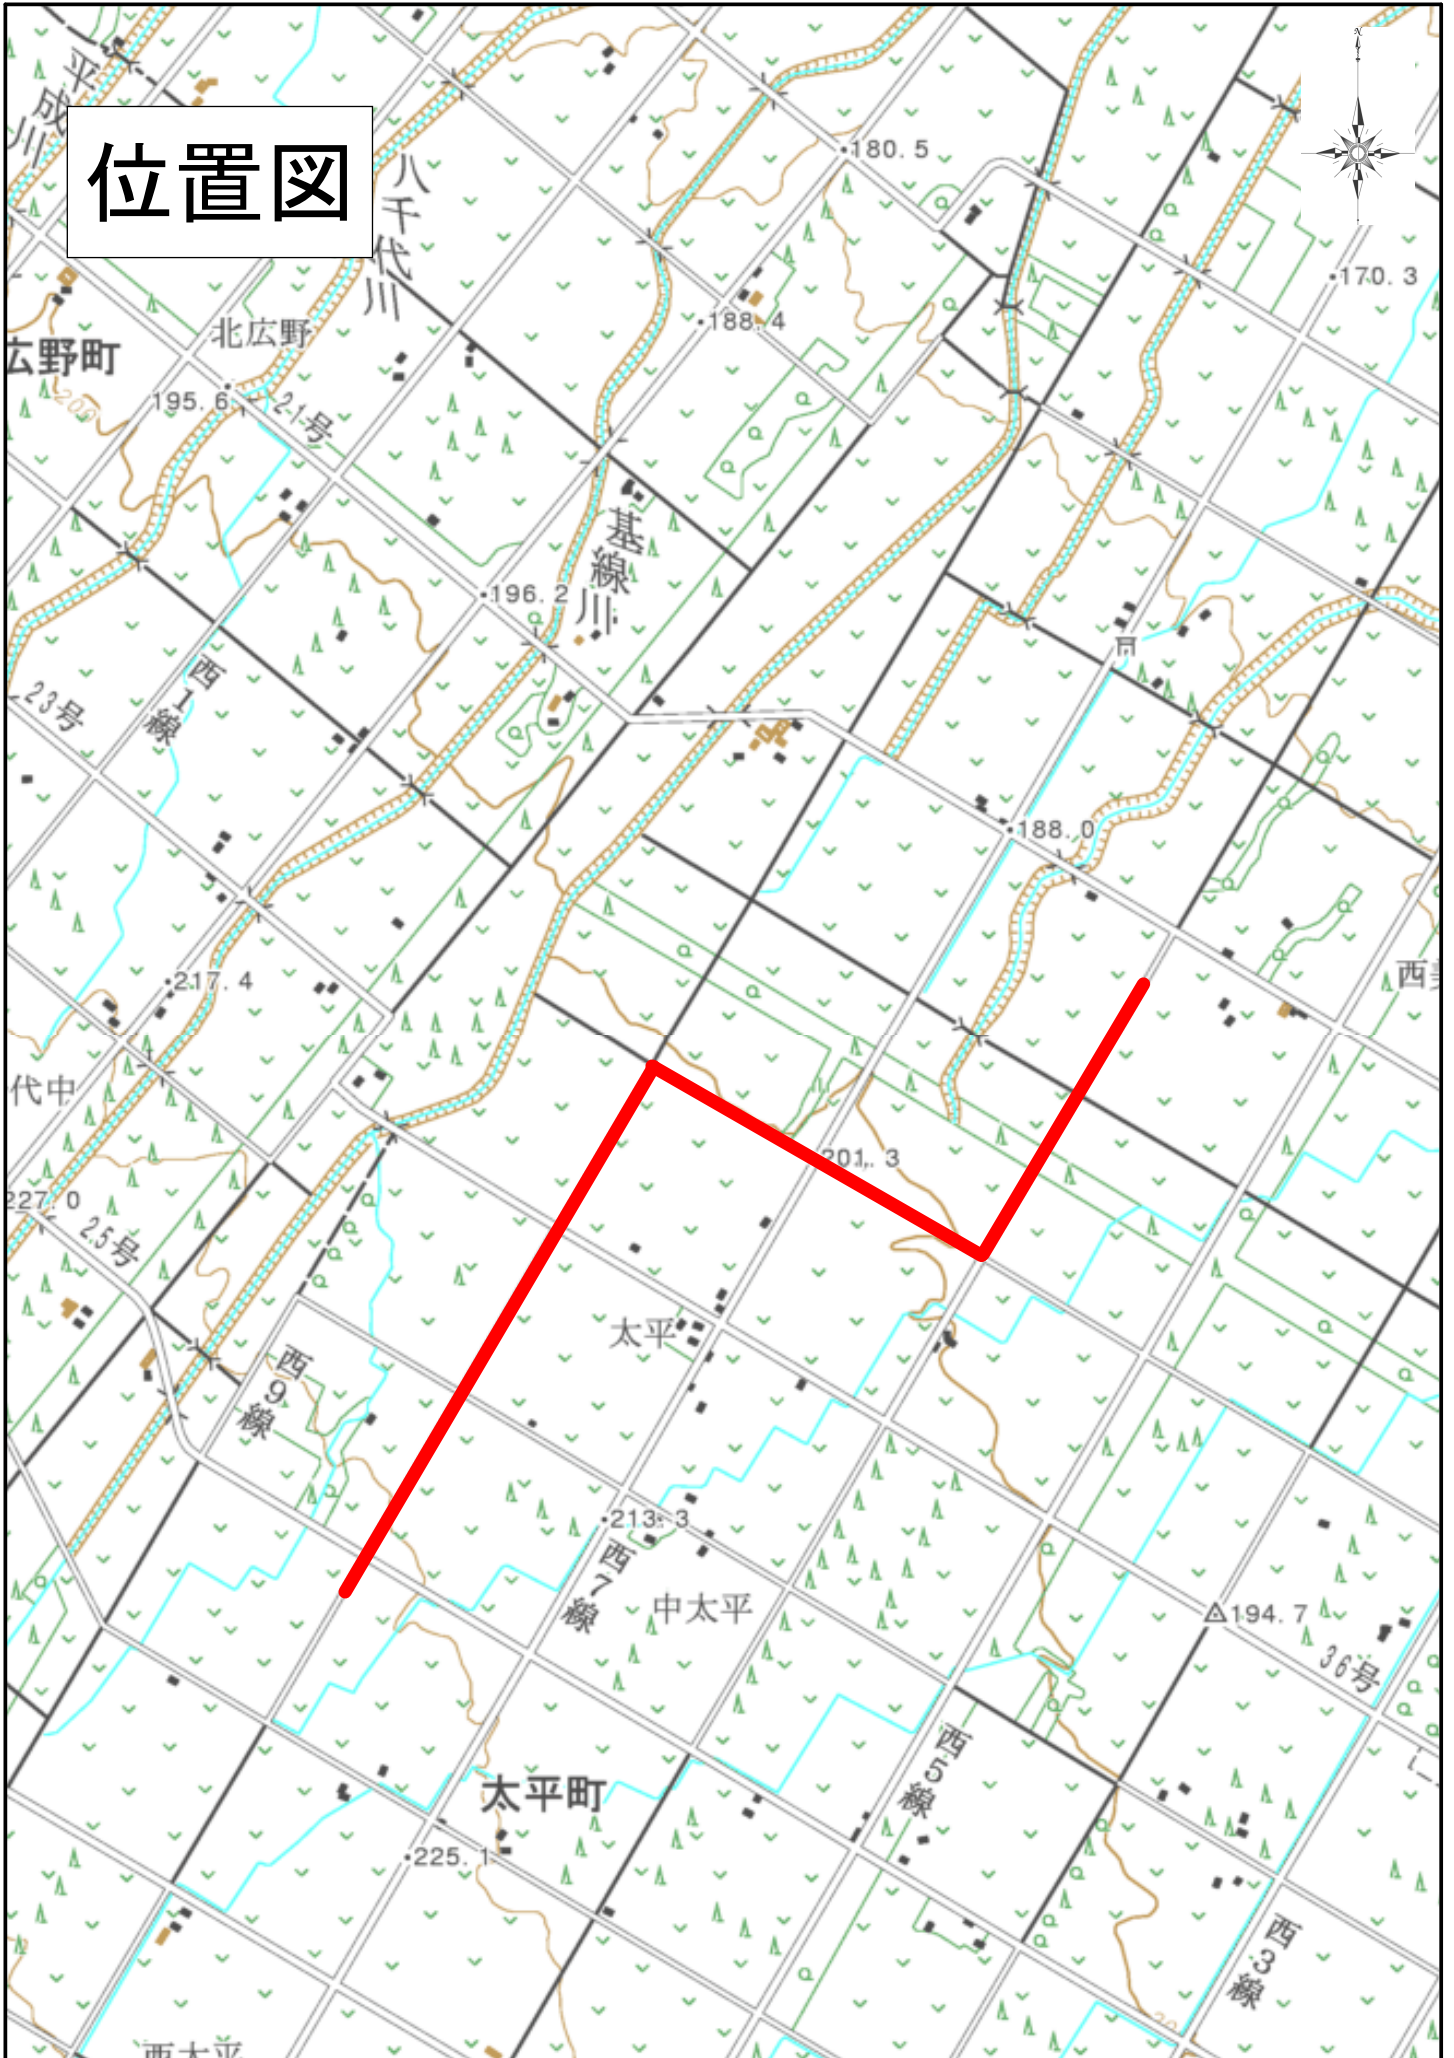 平成川
位置図
八千代川
180.5
170.3
188.4
北広野
広野町
200
195.6
21号
基線川
196.2
西1線
23号
188.0
217.4
西美
代中
201.3
227.0
25号
太平
西9線
213.3
西7線
中太平
194.7
36号
西5線
太平町
225.1
西3線
西太平